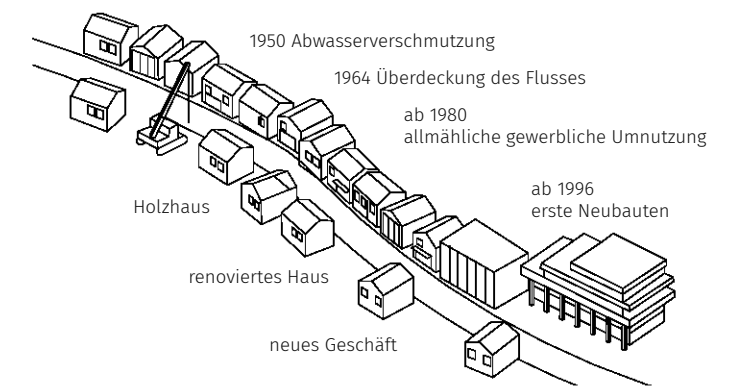 1950 Abwasserverschmutzung
1964 Überdeckung des Flusses
ab 1980
allmähliche gewerbliche Umnutzung
ab 1996
erste Neubauten
Holzhaus
renoviertes Haus
neues Geschäft